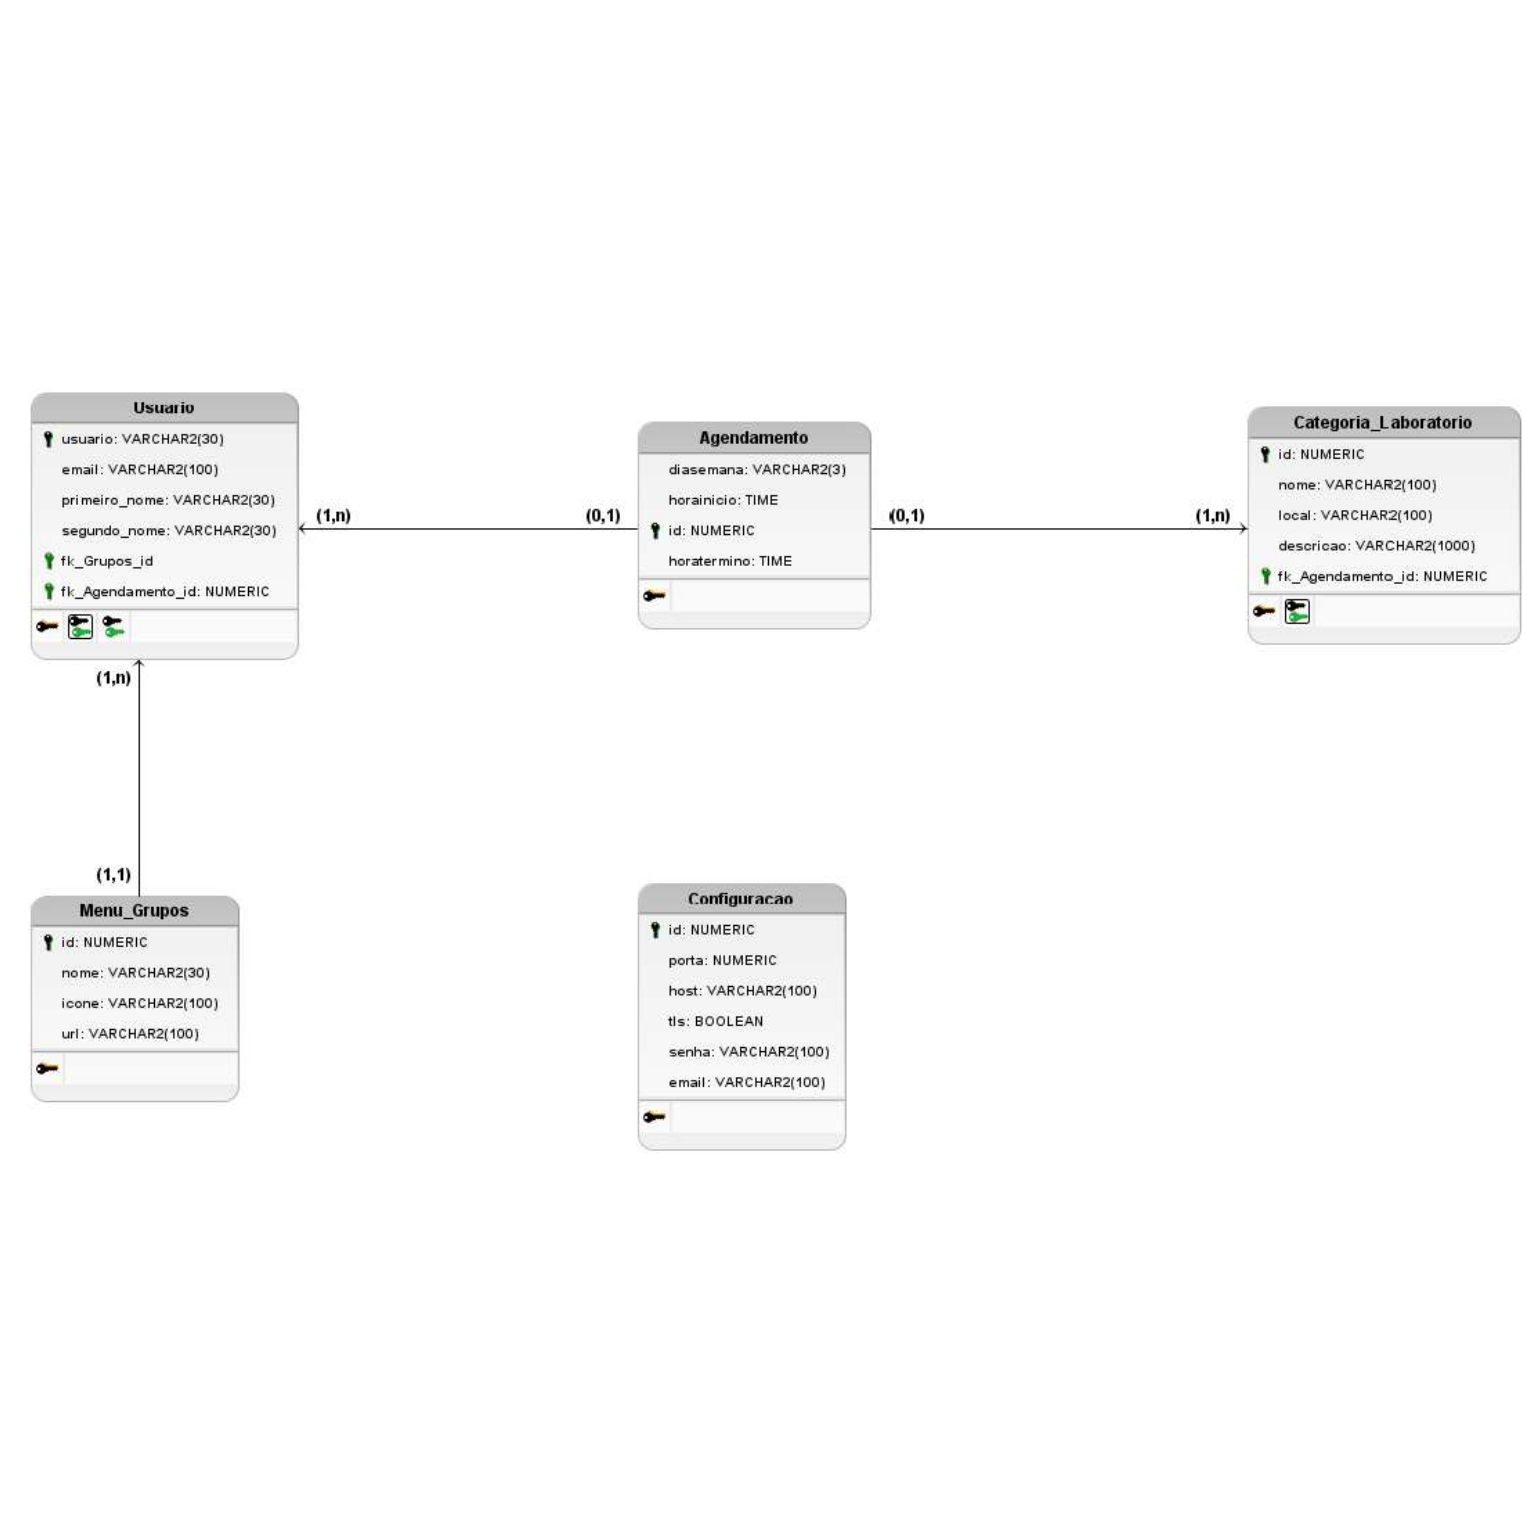 Usuario
usuario: VARCHAR2(30)
email: VARCHAR2(100)
primeiro_nome: VARCHAR2(30)
segundo_nome: VARCHAR2(30)
fk_Grupos_id
fk_Agendamento_id: NUMERIC
(1,n)
(0,1)
Agendamento
diasemana: VARCHAR2(3)
horainicio: TIME
id: NUMERIC
horatermino: TIME
(0,1)
(1,n)
Categoria_Laboratorio
id: NUMERIC
nome: VARCHAR2(100)
local: VARCHAR2(100)
descricao: VARCHAR2(1000)
fk_Agendamento_id: NUMERIC
(1,n)
(1,1)
Menu_Grupos
id: NUMERIC
nome: VARCHAR2(30)
icone: VARCHAR2(100)
url: VARCHAR2(100)
Configuracao
id: NUMERIC
porta: NUMERIC
host: VARCHAR2(100)
tls: BOOLEAN
senha: VARCHAR2(100)
email: VARCHAR2(100)